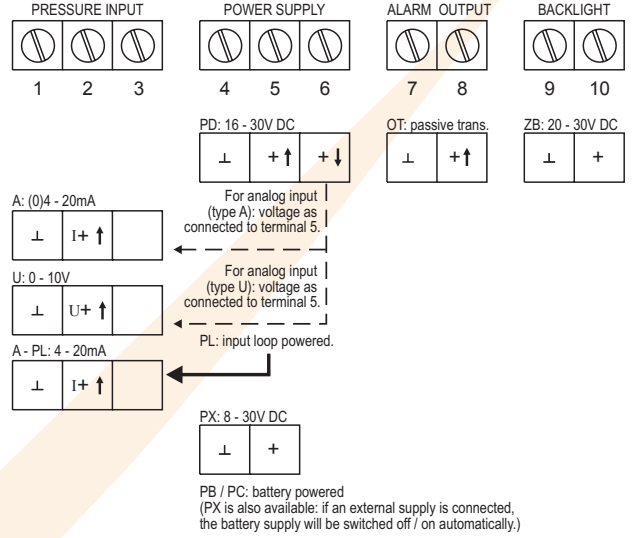 PRESSURE INPUT
POWER SUPPLY
ALARM OUTPUT
BACKLIGHT
1 2 3
4 5 6
7 8
9 10
PD: 16 - 30V DC
⊥ +↑ +↓
OT: passive trans.
⊥ +↑
ZB: 20 - 30V DC
⊥ +
For analog input
(type A): voltage as
connected to terminal 5.
A: (0)4 - 20mA
⊥ I+ ↑
For analog input
(type U): voltage as
connected to terminal 5.
U: 0 - 10V
⊥ U+ ↑
PL: input loop powered.
A - PL: 4 - 20mA
⊥ I+ ↑
PX: 8 - 30V DC
⊥ +
PB / PC: battery powered
(PX is also available: if an external supply is connected,
the battery supply will be switched off / on automatically.)